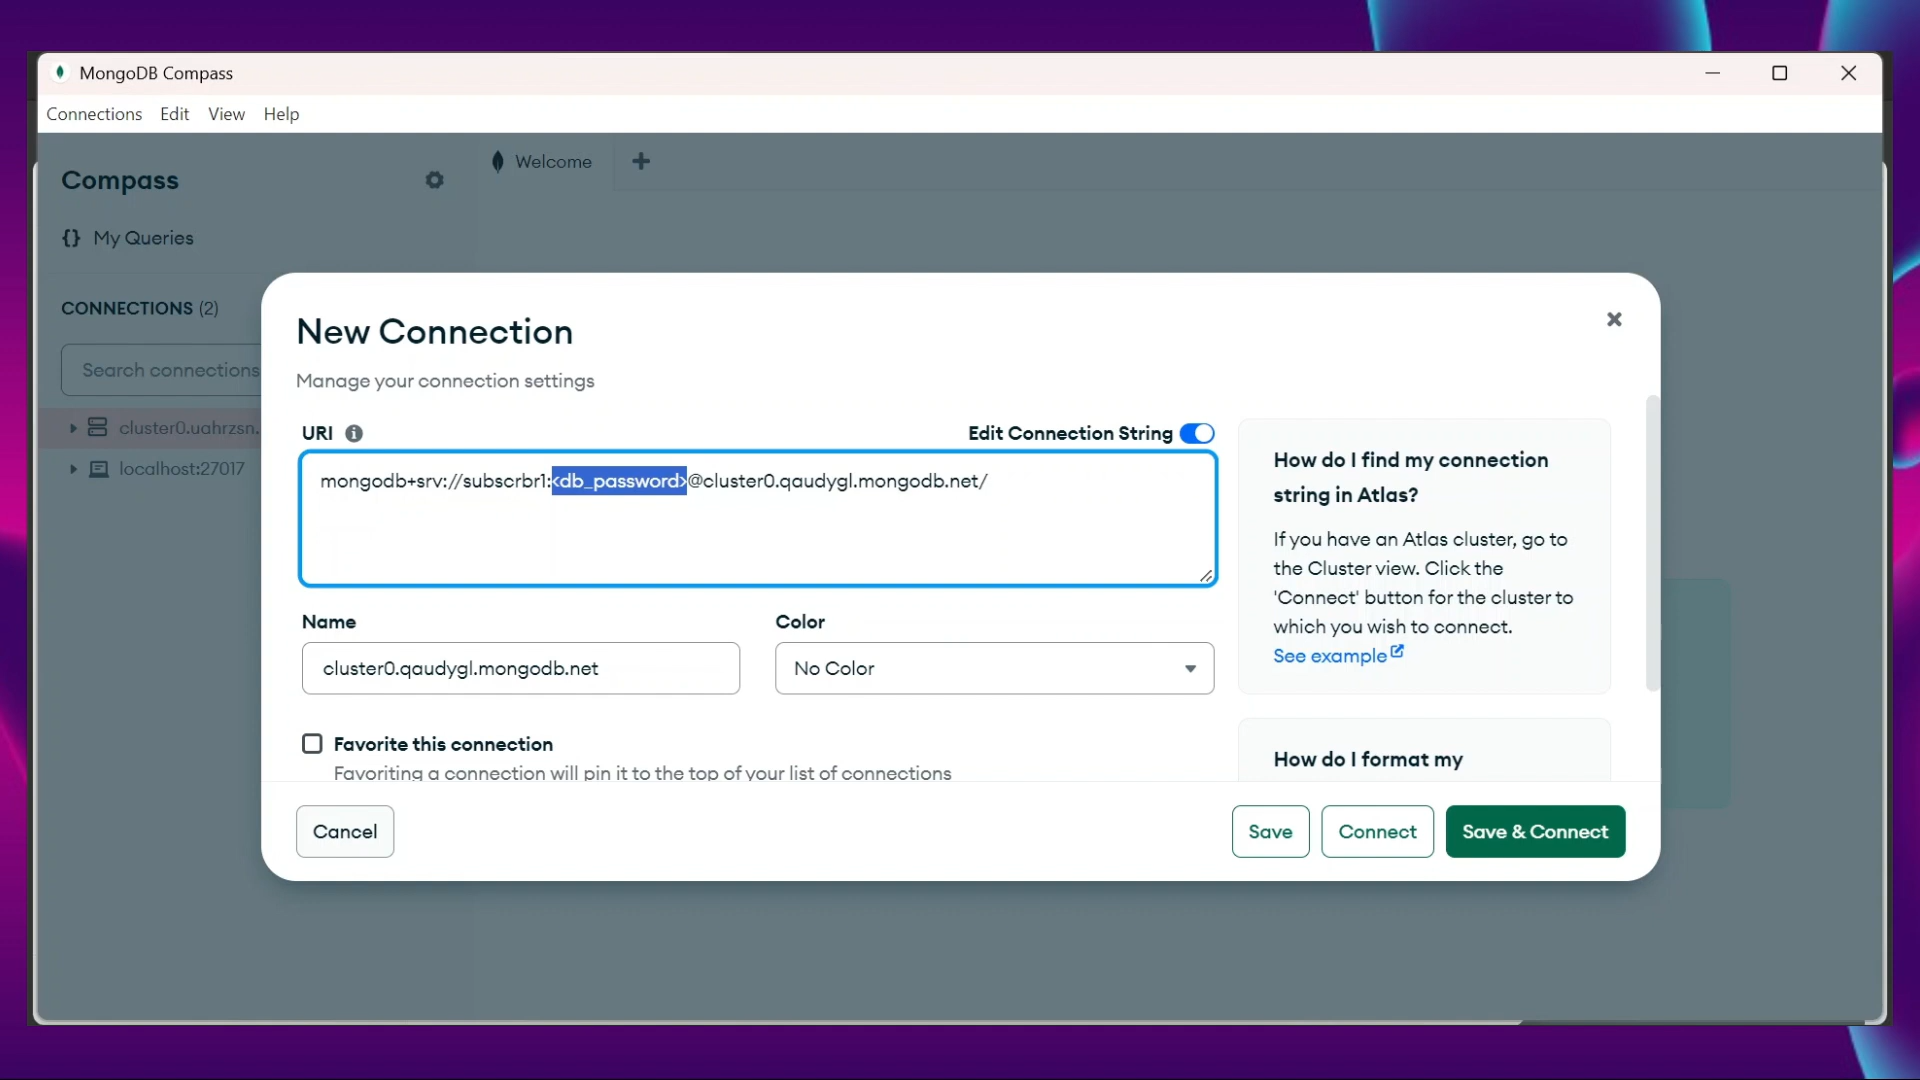 MongoDB Compass
Connections Edit View Help
Compass
Welcome
My Queries
CONNECTIONS (2)
Search connections
cluster0.uahrzsn.
localhost:27017
New Connection
Manage your connection settings
URI
Edit Connection String
mongodb+srv://subscrbr1:<db_password>@cluster0.qaudygl.mongodb.net/
Name
Color
cluster0.qaudygl.mongodb.net
No Color
Favorite this connection
Favoriting a connection will pin it to the top of your list of connections
How do I find my connection
string in Atlas?
If you have an Atlas cluster, go to
the Cluster view. Click the
'Connect' button for the cluster to
which you wish to connect.
See example
How do I format my
Cancel
Save
Connect
Save & Connect